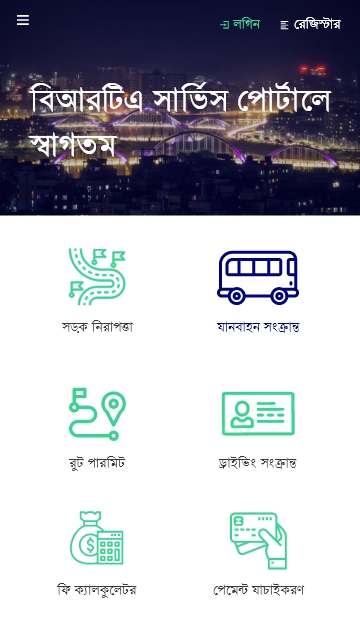 লগিন
রেজিস্টার
বিআরটিএ সার্ভিস পোর্টালে
স্বাগতম
সড়ক নিরাপত্তা
যানবাহন সংক্রান্ত
রুট পারমিট
ড্রাইভিং সংক্রান্ত
ফি ক্যালকুলেটর
পেমেন্ট যাচাইকরণ